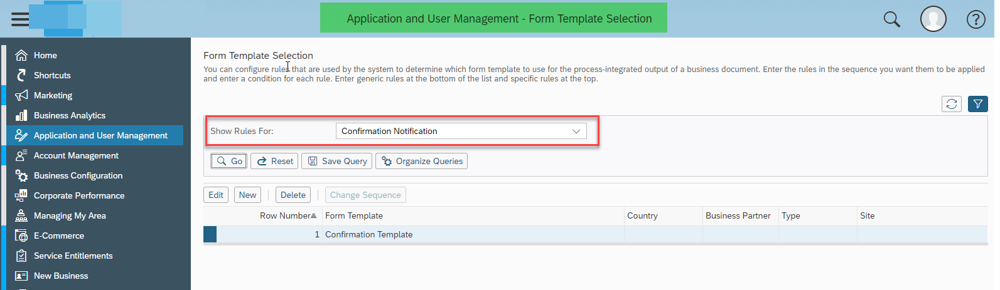 Application and User Management - Form Template Selection
?
Home
Shortcuts
Marketing
Business Analytics
Application and User Management
Account Management
Business Configuration
Corporate Performance
Managing My Area
E-Commerce
Service Entitlements
New Business
Form Template Selection
You can configure rules that are used by the system to determine which form template to use for the process-integrated output of a business document. Enter the rules in the sequence you want them to be applied
and enter a condition for each rule. Enter generic rules at the bottom of the list and specific rules at the top.
Show Rules For: Confirmation Notification
Go Reset Save Query Organize Queries
Edit New Delete Change Sequence
Row Number Form Template Country Business Partner Type Site
1 Confirmation Template